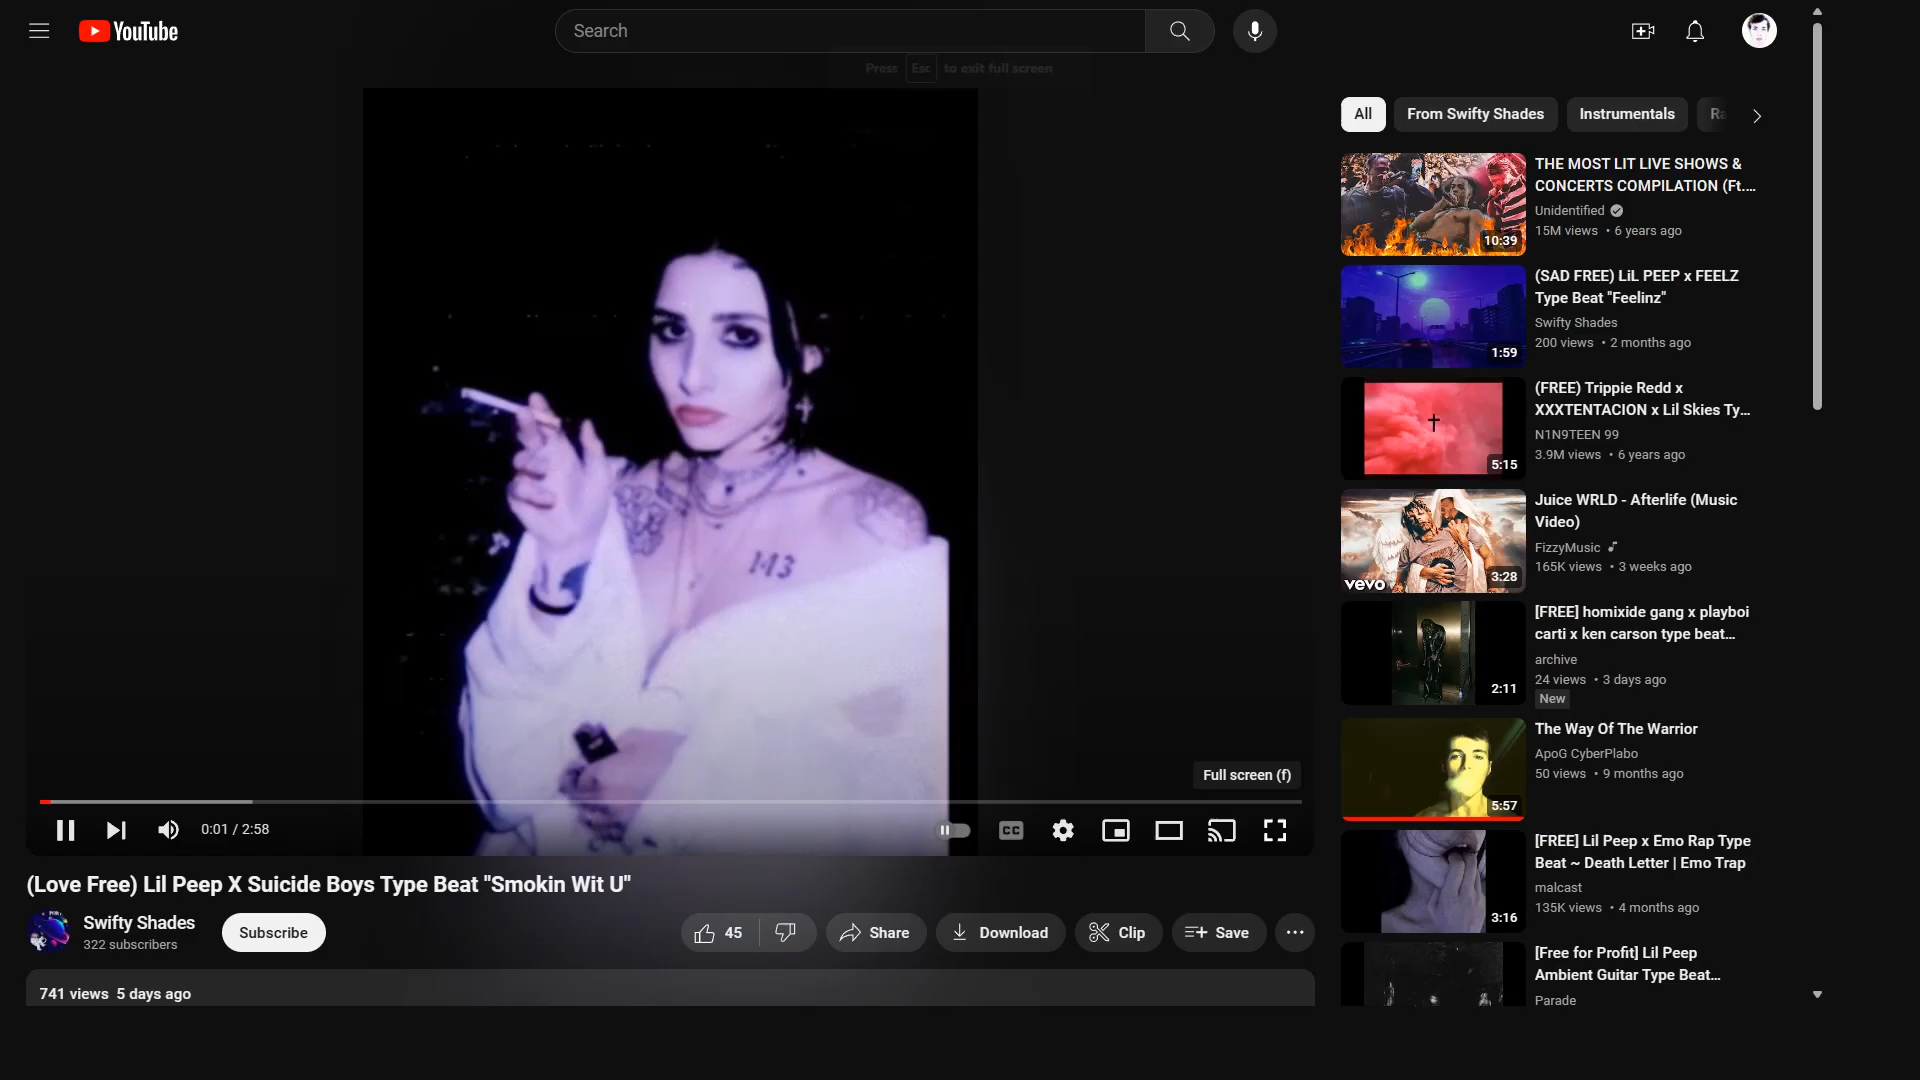 YouTube
Search
Press Esc to exit full screen
All
From Swifty Shades
Instrumentals
143
Full screen (f)
0:01 / 2:58
CC
(Love Free) Lil Peep X Suicide Boys Type Beat "Smokin Wit U"
Swifty Shades
322 subscribers
Subscribe
45
Share
Download
Clip
Save
741 views 5 days ago
10:39
THE MOST LIT LIVE SHOWS &
CONCERTS COMPILATION (Ft....
Unidentified
15M views • 6 years ago
1:59
(SAD FREE) LiL PEEP x FEELZ
Type Beat "Feelinz"
Swifty Shades
200 views • 2 months ago
5:15
(FREE) Trippie Redd x
XXXTENTACION x Lil Skies Ty...
N1N9TEEN 99
3.9M views • 6 years ago
vevo
3:28
Juice WRLD - Afterlife (Music
Video)
FizzyMusic
165K views • 3 weeks ago
2:11
[FREE] homixide gang x playboi
carti x ken carson type beat...
archive
24 views • 3 days ago
New
5:57
The Way Of The Warrior
ApoG CyberPlabo
50 views • 9 months ago
3:16
[FREE] Lil Peep x Emo Rap Type
Beat ~ Death Letter | Emo Trap
malcast
135K views • 4 months ago
[Free for Profit] Lil Peep
Ambient Guitar Type Beat...
Parade